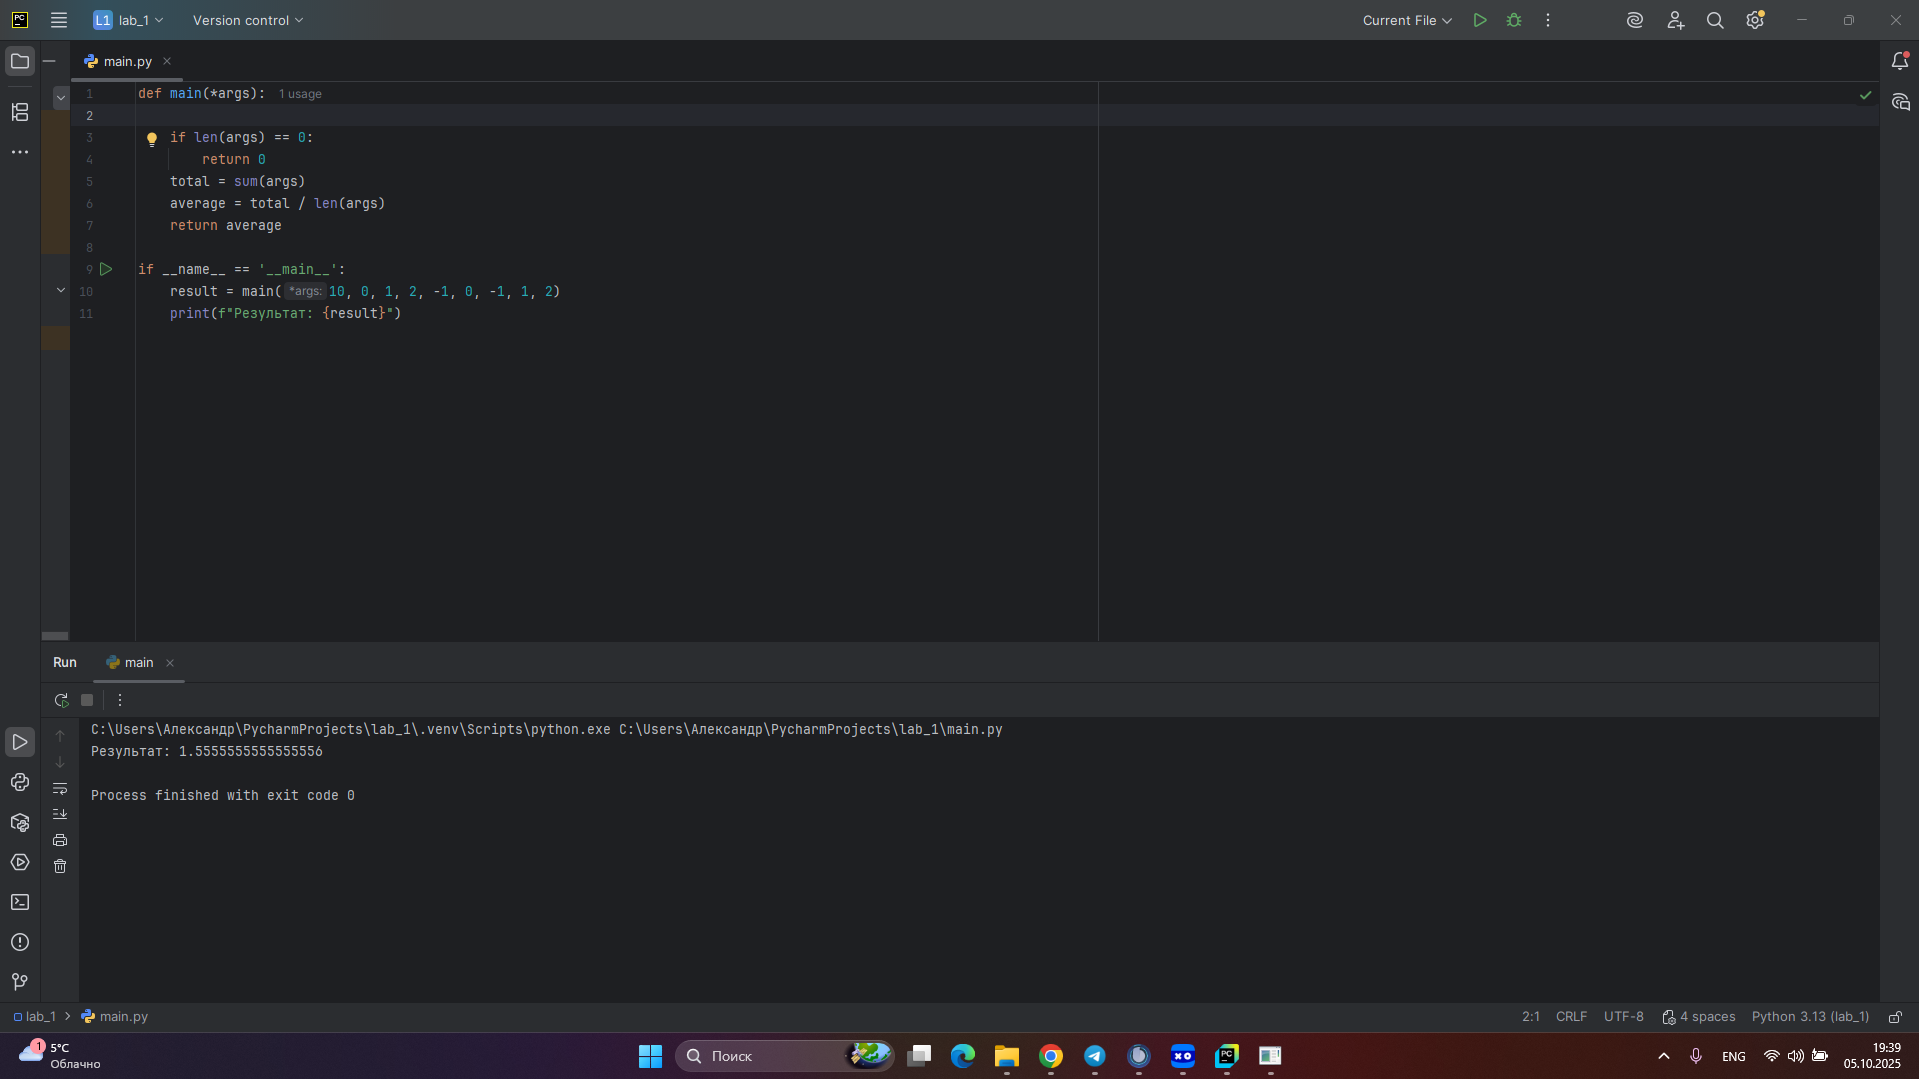 PC
L1 lab_1
Version control
Current File
main.py
1 def main(*args): 1 usage
2
3 if len(args) == 0:
4 return 0
5 total = sum(args)
6 average = total / len(args)
7 return average
8
9 if __name__ == '__main__':
10 result = main(*args: 10, 0, 1, 2, -1, 0, -1, 1, 2)
11 print(f"Результат: {result}")
Run main
C:\Users\Александр\PycharmProjects\lab_1\.venv\Scripts\python.exe C:\Users\Александр\PycharmProjects\lab_1\main.py
Результат: 1.5555555555555556
Process finished with exit code 0
lab_1 > main.py
2:1 CRLF UTF-8 4 spaces Python 3.13 (lab_1)
1
5°C
Облачно
Поиск
XO
PC
ENG
19:39
05.10.2025